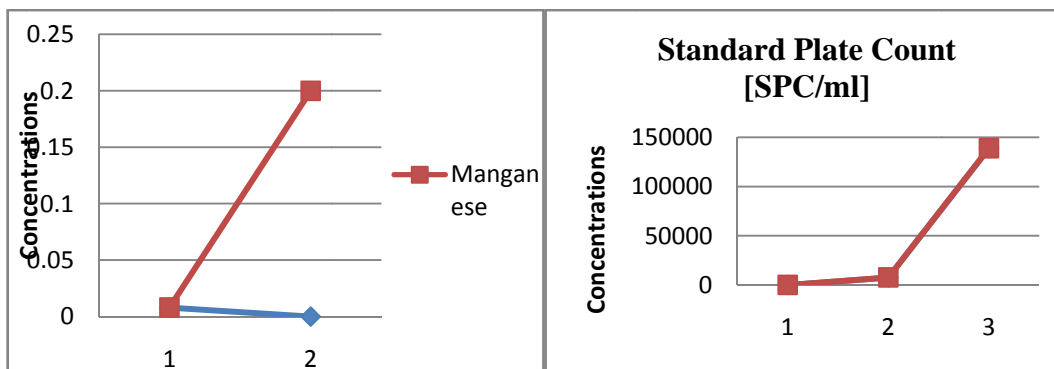 0.25
0.2
0.15
0.1
0.05
0
Concentrations
1 2
Mangan
ese
Standard Plate Count
[SPC/ml]
150000
100000
50000
0
Concentrations
1 2 3